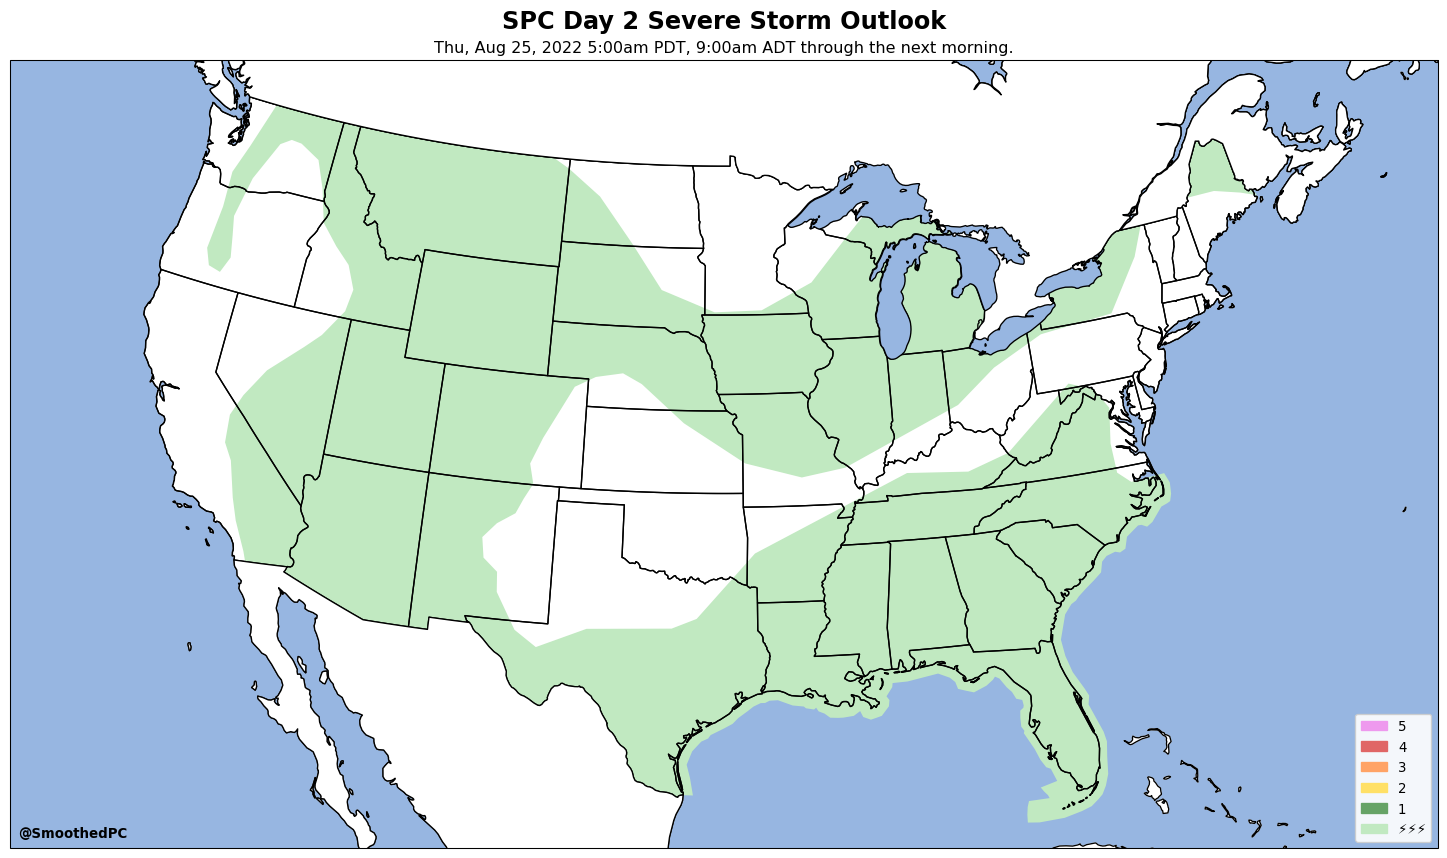 SPC Day 2 Severe Storm Outlook
Thu, Aug 25, 2022 5:00am PDT, 9:00am ADT through the next morning.
5
4
3
2
1
⚡⚡⚡
@SmoothedPC